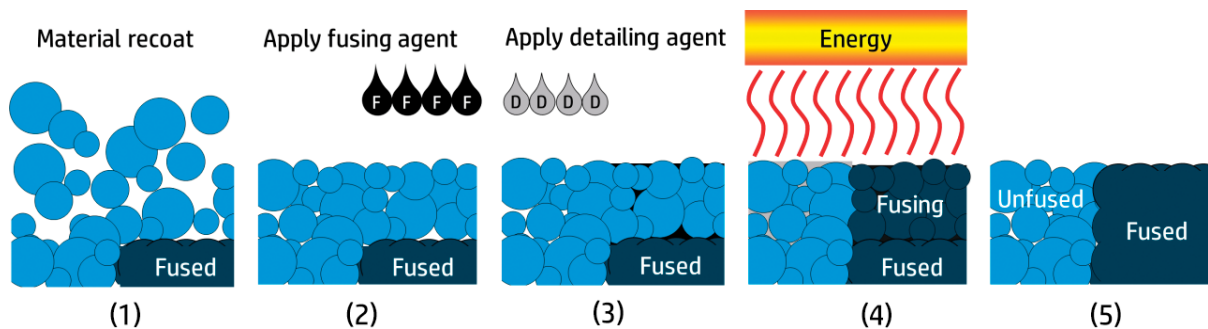 Material recoat
Apply fusing agent
Apply detailing agent
Energy
F F F F
D D D D
Fused
Fused
Fused
Fusing
Fused
Unfused
Fused
(1)
(2)
(3)
(4)
(5)